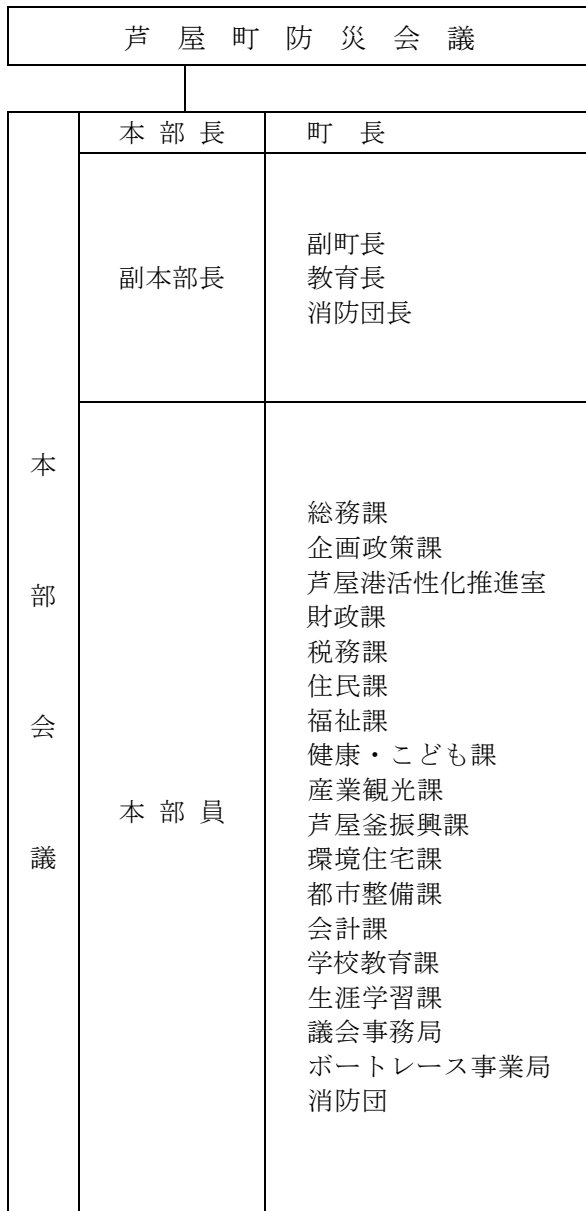 芦屋町防災会議
本部会議
本部長
町長
副本部長
副町長
教育長
消防団長
本部員
総務課
企画政策課
芦屋港活性化推進室
財政課
税務課
住民課
福祉課
健康・こども課
産業観光課
芦屋釜振興課
環境住宅課
都市整備課
会計課
学校教育課
生涯学習課
議会事務局
ボートレース事業局
消防団